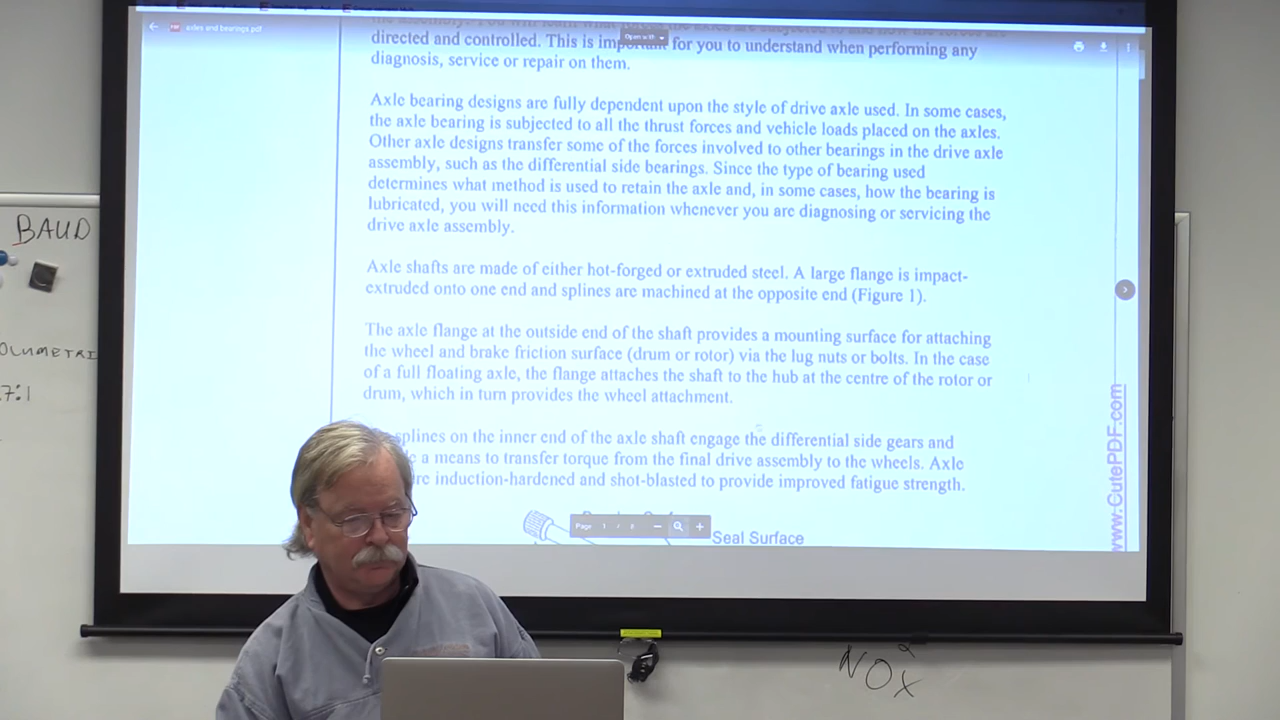 axles and bearings.pdf
Open with
directed and controlled. This is important for you to understand when performing any
diagnosis, service or repair on them.
Axle bearing designs are fully dependent upon the style of drive axle used. In some cases,
the axle bearing is subjected to all the thrust forces and vehicle loads placed on the axles.
Other axle designs transfer some of the forces involved to other bearings in the drive axle
assembly, such as the differential side bearings. Since the type of bearing used
determines what method is used to retain the axle and, in some cases, how the bearing is
lubricated, you will need this information whenever you are diagnosing or servicing the
drive axle assembly.
Axle shafts are made of either hot-forged or extruded steel. A large flange is impact-
extruded onto one end and splines are machined at the opposite end (Figure 1).
The axle flange at the outside end of the shaft provides a mounting surface for attaching
the wheel and brake friction surface (drum or rotor) via the lug nuts or bolts. In the case
of a full floating axle, the flange attaches the shaft to the hub at the centre of the rotor or
drum, which in turn provides the wheel attachment.
splines on the inner end of the axle shaft engage the differential side gears and
a means to transfer torque from the final drive assembly to the wheels. Axle
induction-hardened and shot-blasted to provide improved fatigue strength.
Page 1 / 8
Seal Surface
www.CutePDF.com
BAUD
OLUMETRI
7:1
NOx